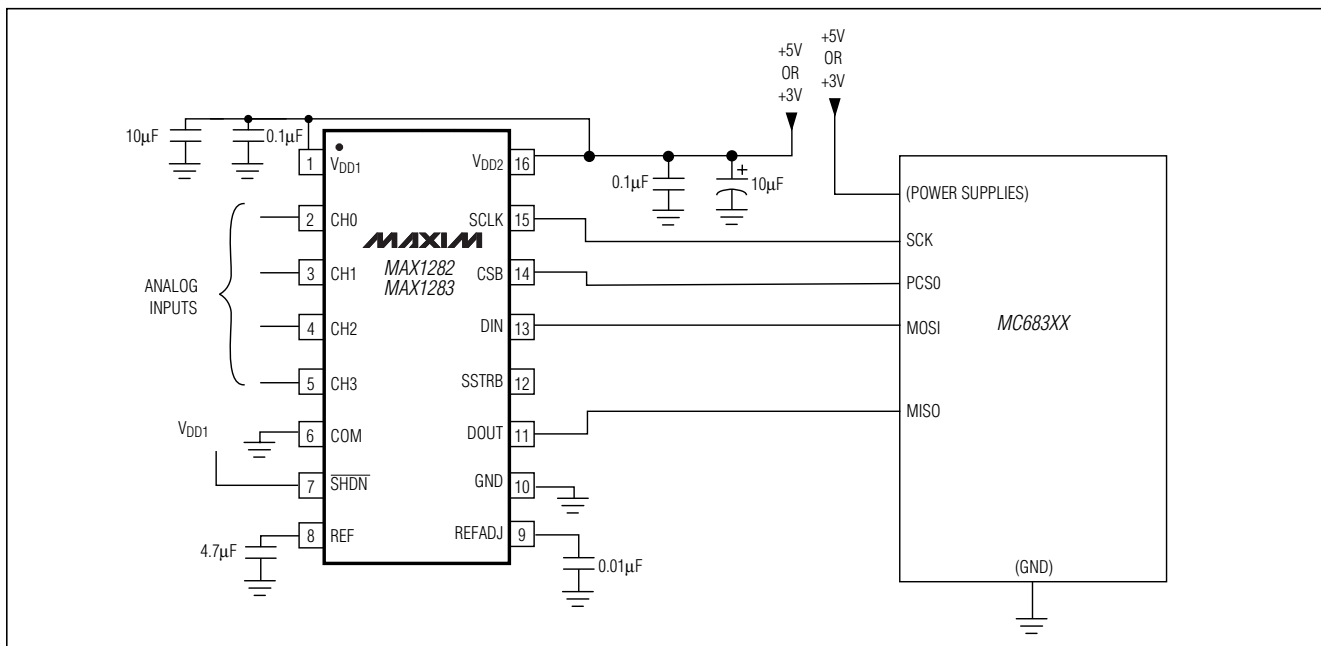 +5V
OR
+3V
+5V
OR
+3V
10µF
0.1µF
1
VDD1
VDD2
16
0.1µF
+
10µF
(POWER SUPPLIES)
ANALOG
INPUTS
2
CH0
SCLK
15
SCK
MAXIM
MAX1282
MAX1283
3
CH1
CSB
14
PCS0
4
CH2
DIN
13
MOSI
MC683XX
5
CH3
SSTRB
12
VDD1
6
COM
DOUT
11
MISO
7
SHDN
GND
10
4.7µF
8
REF
REFADJ
9
0.01µF
(GND)